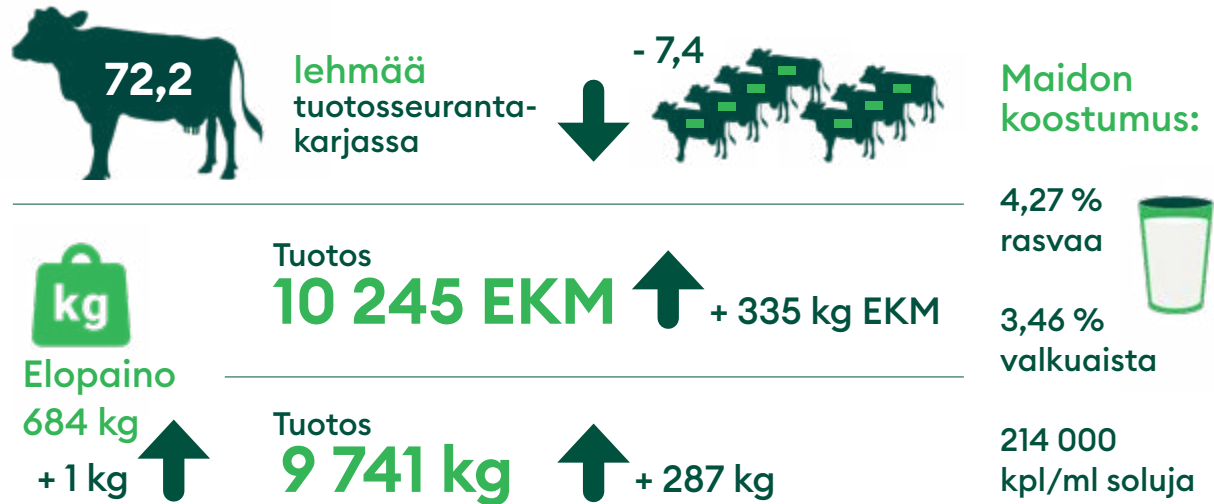 72,2
lehmää
tuotosseuranta-
karjassa
- 7,4
Maidon
koostumus:
4,27 %
rasvaa
3,46 %
valkuaista
214 000
kpl/ml soluja
kg
Elopaino
684 kg
+ 1 kg
Tuotos
10 245 EKM
+ 335 kg EKM
Tuotos
9 741 kg
+ 287 kg